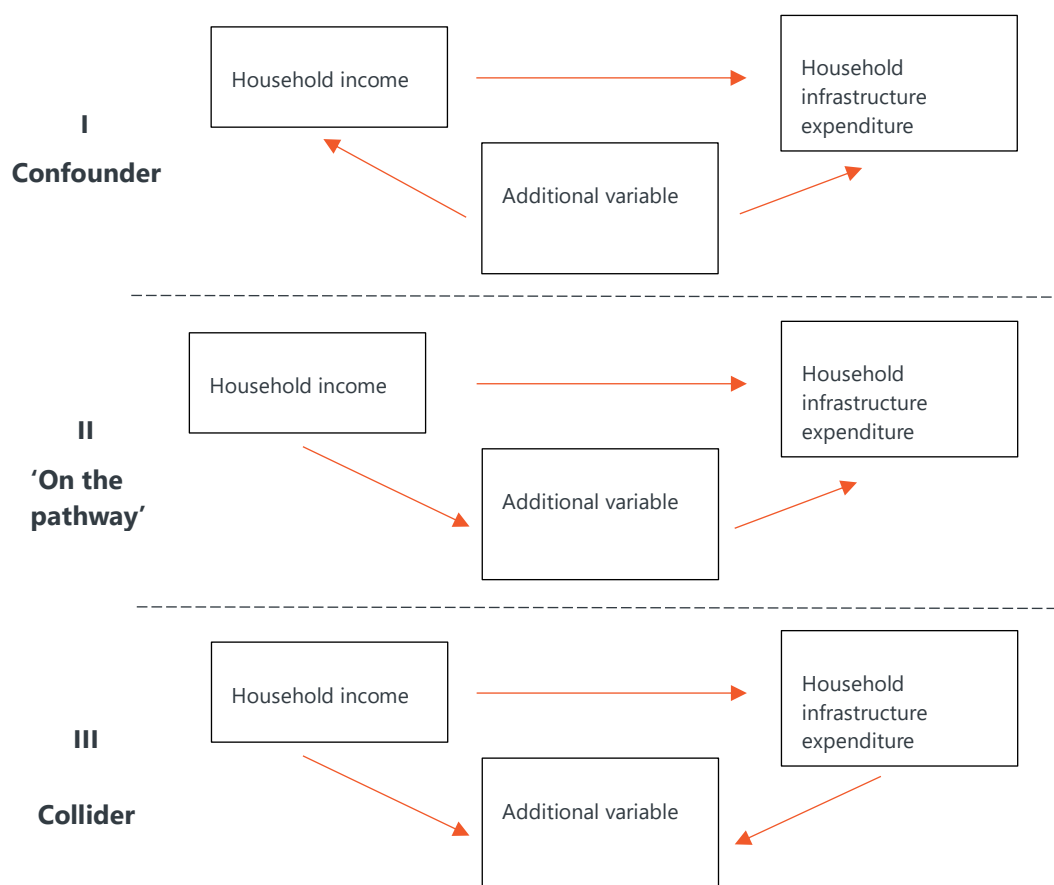 I
Confounder
Household income
Household
infrastructure
expenditure
Additional variable
II
‘On the
pathway’
Household income
Household
infrastructure
expenditure
Additional variable
III
Collider
Household income
Household
infrastructure
expenditure
Additional variable